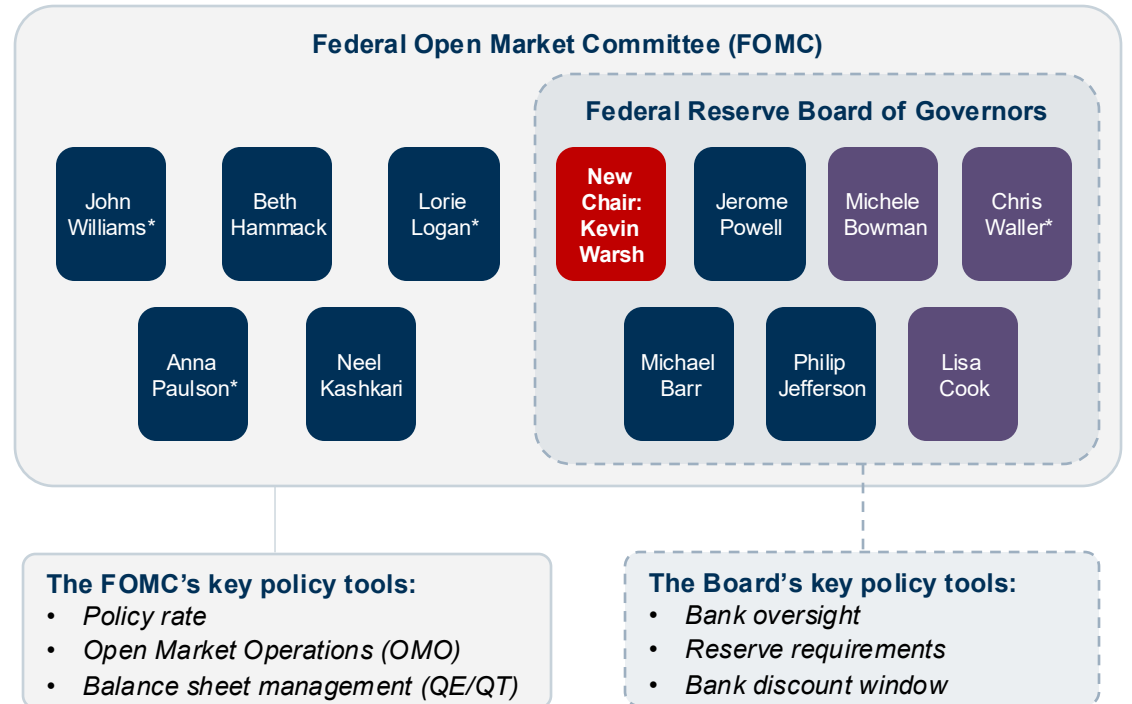 Federal Open Market Committee (FOMC)
Federal Reserve Board of Governors
John
Williams*
Beth
Hammack
Lorie
Logan*
Anna
Paulson*
Neel
Kashkari
New
Chair:
Kevin
Warsh
Jerome
Powell
Michele
Bowman
Chris
Waller*
Michael
Barr
Philip
Jefferson
Lisa
Cook
The FOMC’s key policy tools:
• Policy rate
• Open Market Operations (OMO)
• Balance sheet management (QE/QT)
The Board’s key policy tools:
• Bank oversight
• Reserve requirements
• Bank discount window